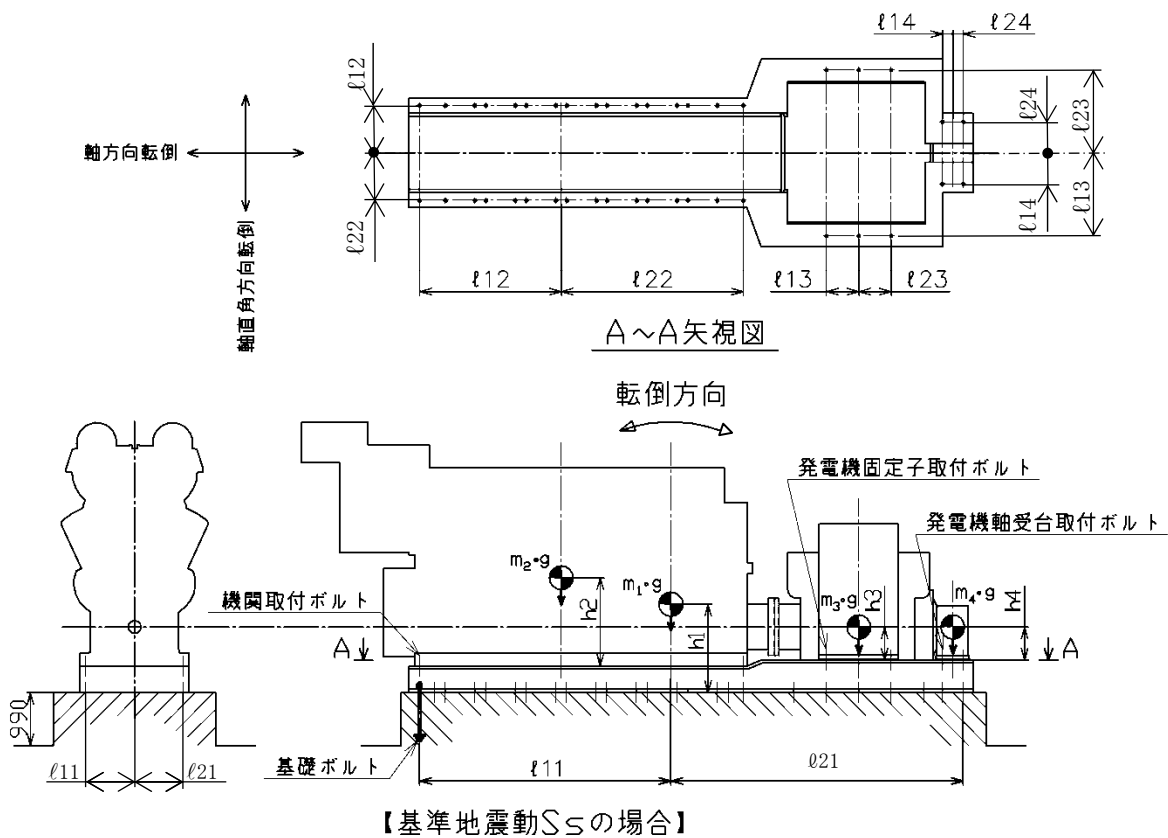 ℓ14 ℓ24
ℓ12
ℓ24
ℓ23
軸方向転倒
軸直角方向転倒
ℓ22
ℓ14
ℓ13
ℓ12 ℓ22 ℓ13 ℓ23
A~A矢視図
転倒方向
発電機固定子取付ボルト
発電機軸受台取付ボルト
m₂・g
機関取付ボルト
m₁・g
m₃・g
h3
m₄・g
h4
h2
h1
A A
990
基礎ボルト
ℓ11 ℓ21
ℓ11 ℓ21
【基準地震動Ssの場合】